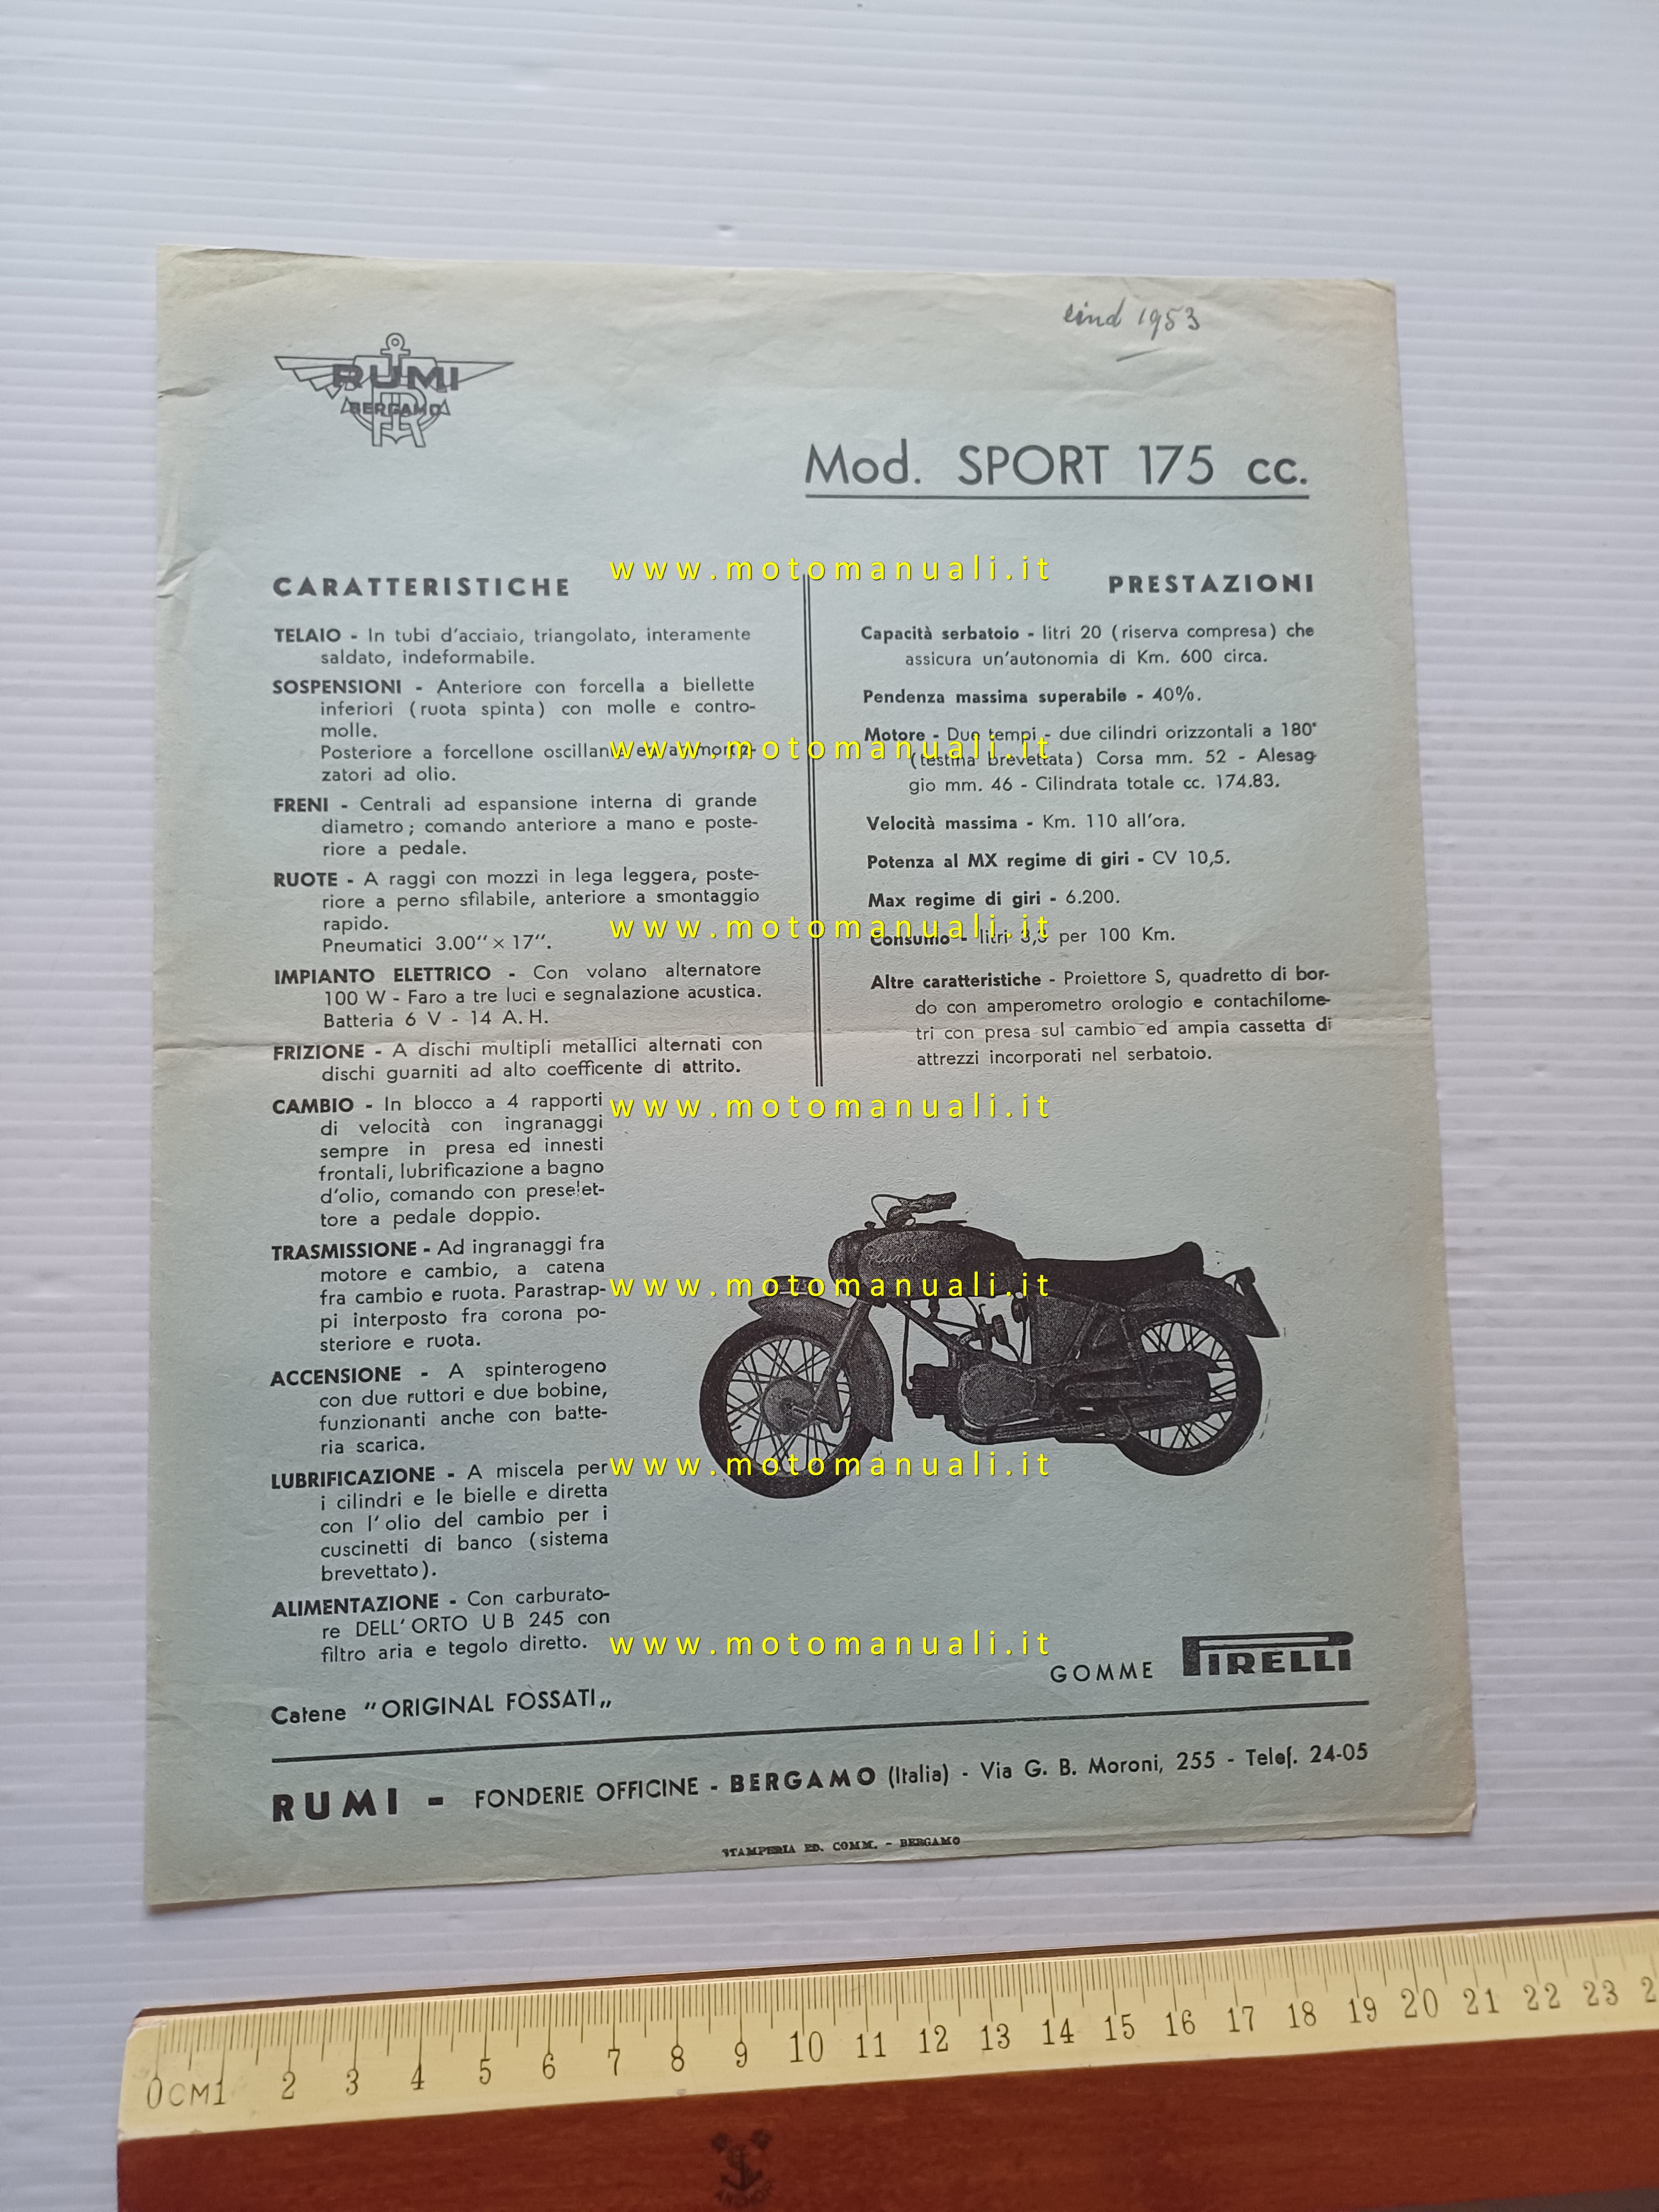 eind 1953
RUMI
BERGAMO
Mod. SPORT 175 cc.
CARATTERISTICHE
TELAIO - In tubi d'acciaio, triangolato, interamente
saldato, indeformabile.
SOSPENSIONI - Anteriore con forcella a biellette
inferiori (ruota spinta) con molle e contro-
molle.
Posteriore a forcellone oscillante ed ammortiz-
zatori ad olio.
FRENI - Centrali ad espansione interna di grande
diametro; comando anteriore a mano e poste-
riore a pedale.
RUOTE - A raggi con mozzi in lega leggera, poste-
riore a perno sfilabile, anteriore a smontaggio
rapido.
Pneumatici 3.00" × 17".
IMPIANTO ELETTRICO - Con volano alternatore
100 W - Faro a tre luci e segnalazione acustica.
Batteria 6 V - 14 A. H.
FRIZIONE - A dischi multipli metallici alternati con
dischi guarniti ad alto coefficente di attrito.
CAMBIO - In blocco a 4 rapporti
di velocità con ingranaggi
sempre in presa ed innesti
frontali, lubrificazione a bagno
d'olio, comando con preselet-
tore a pedale doppio.
TRASMISSIONE - Ad ingranaggi fra
motore e cambio, a catena
fra cambio e ruota. Parastrap-
pi interposto fra corona po-
steriore e ruota.
ACCENSIONE - A spinterogeno
con due ruttori e due bobine,
funzionanti anche con batte-
ria scarica.
LUBRIFICAZIONE - A miscela per
i cilindri e le bielle e diretta
con l'olio del cambio per i
cuscinetti di banco (sistema
brevettato).
ALIMENTAZIONE - Con carburato-
re DELL'ORTO U B 245 con
filtro aria e tegolo diretto.
Catene "ORIGINAL FOSSATI„
PRESTAZIONI
Capacità serbatoio - litri 20 (riserva compresa) che
assicura un'autonomia di Km. 600 circa.
Pendenza massima superabile - 40%.
Motore - Due tempi - due cilindri orizzontali a 180°
(testina brevettata) Corsa mm. 52 - Alesag
gio mm. 46 - Cilindrata totale cc. 174.83.
Velocità massima - Km. 110 all'ora.
Potenza al MX regime di giri - CV 10,5.
Max regime di giri - 6.200.
Consumo - litri per 100 Km.
Altre caratteristiche - Proiettore S, quadretto di bor-
do con amperometro orologio e contachilome-
tri con presa sul cambio ed ampia cassetta di
attrezzi incorporati nel serbatoio.
Rumi
GOMME PIRELLI
RUMI - FONDERIE OFFICINE - BERGAMO (Italia) - Via G. B. Moroni, 255 - Telef. 24-05
STAMPERIA ED. COMM. - BERGAMO
www.motomanuali.it
www.motomanuali.it
www.motomanuali.it
www.motomanuali.it
www.motomanuali.it
www.motomanuali.it
www.motomanuali.it
0CM1 2 3 4 5 6 7 8 9 10 11 12 13 14 15 16 17 18 19 20 21 22 23 2